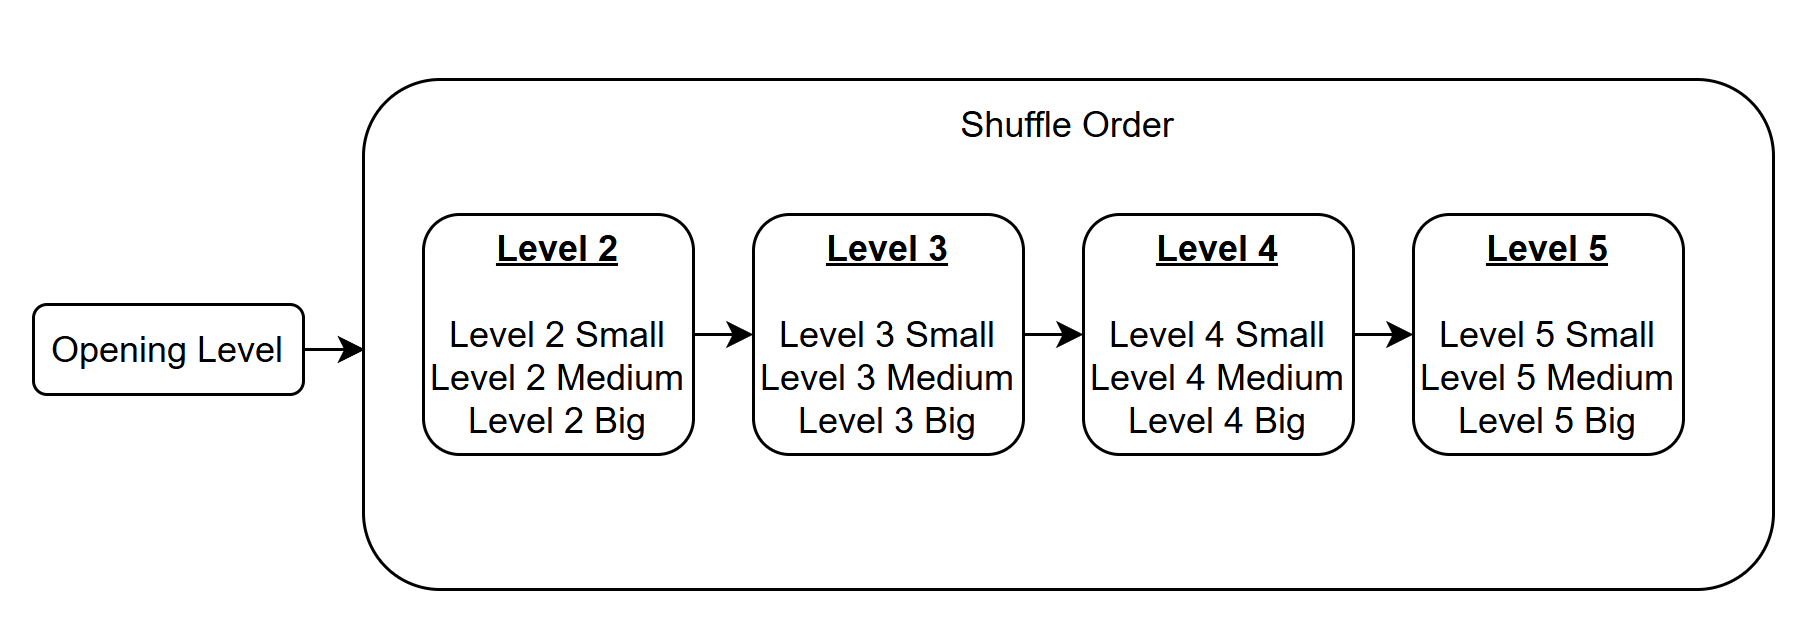 Shuffle Order
Opening Level
Level 2
Level 2 Small
Level 2 Medium
Level 2 Big
Level 3
Level 3 Small
Level 3 Medium
Level 3 Big
Level 4
Level 4 Small
Level 4 Medium
Level 4 Big
Level 5
Level 5 Small
Level 5 Medium
Level 5 Big